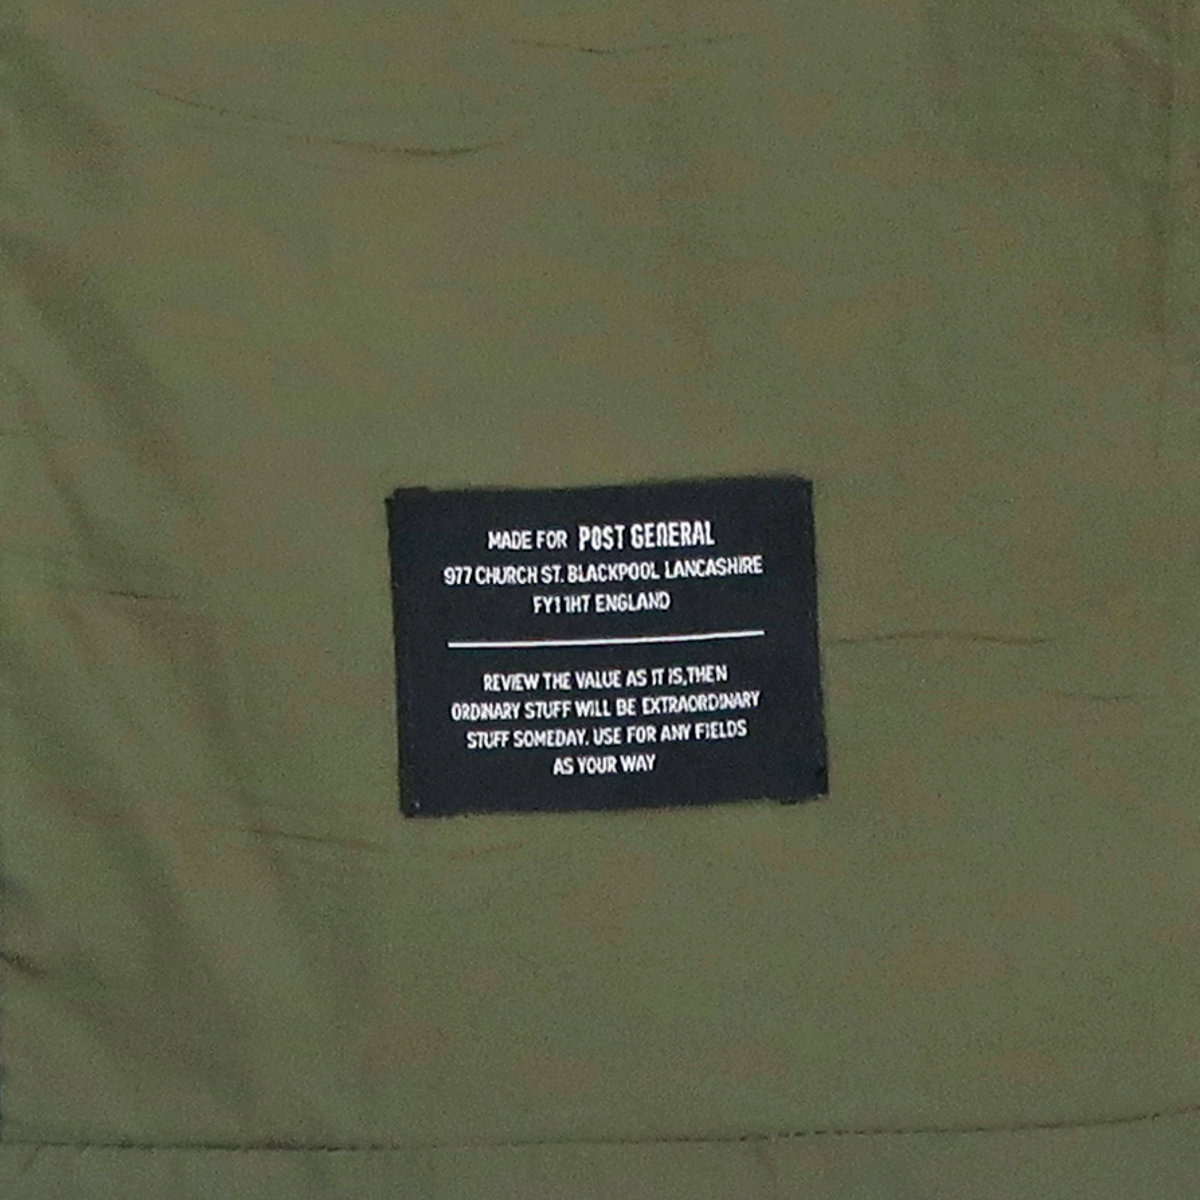 MADE FOR POST GENERAL
977 CHURCH ST. BLACKPOOL LANCASHIRE
FY1 1HT ENGLAND
REVIEW THE VALUE AS IT IS,THEN
ORDINARY STUFF WILL BE EXTRAORDINARY
STUFF SOMEDAY. USE FOR ANY FIELDS
AS YOUR WAY